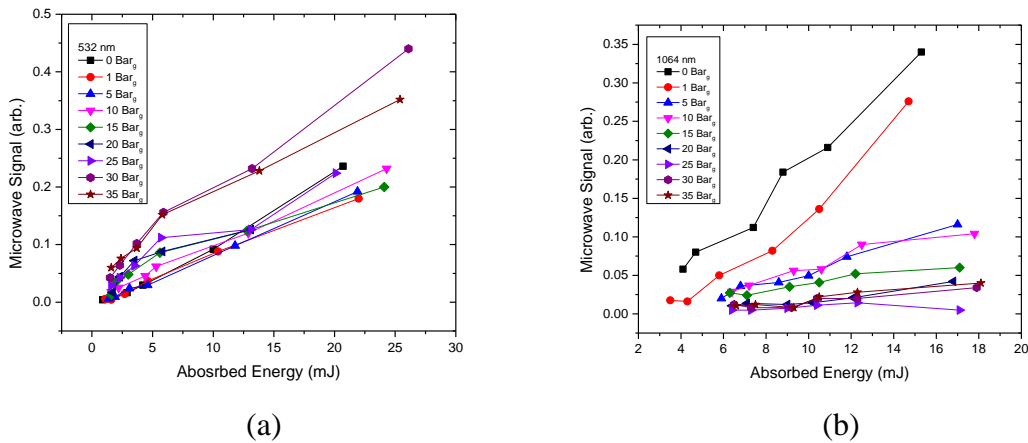 0.5
0.4
0.3
0.2
0.1
0.0
Microwave Signal (arb.)
532 nm
0 Barg
1 Barg
5 Barg
10 Barg
15 Barg
20 Barg
25 Barg
30 Barg
35 Barg
0 5 10 15 20 25 30
Abosrbed Energy (mJ)
(a)
0.35
0.30
0.25
0.20
0.15
0.10
0.05
0.00
Microwave Signal (arb.)
1064 nm
0 Barg
1 Barg
5 Barg
10 Barg
15 Barg
20 Barg
25 Barg
30 Barg
35 Barg
2 4 6 8 10 12 14 16 18 20
Absorbed Energy (mJ)
(b)